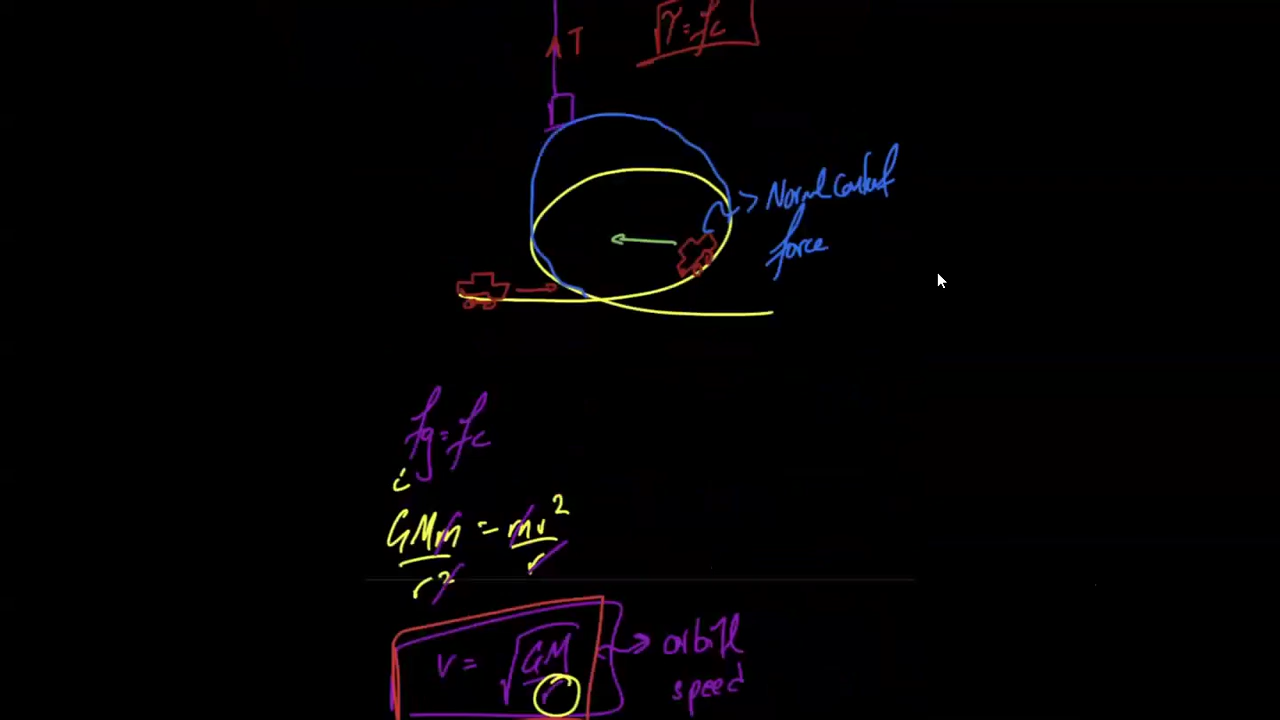 T = fc
T
Normal contact
force
fg = fc
GMm = mv²
r² r
v = √GM
r
orbital
speed